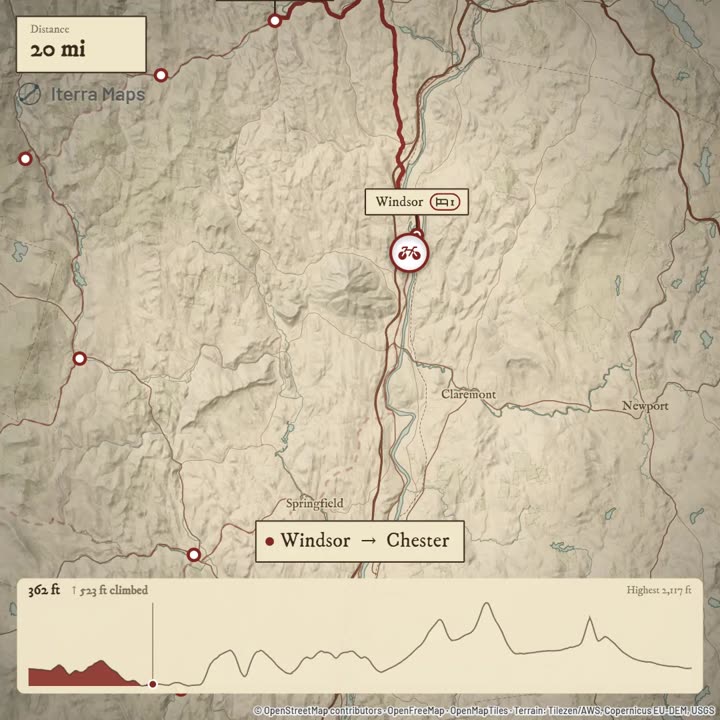 Distance
20 mi
Iterra Maps
Windsor 1
Claremont
Newport
Springfield
Windsor → Chester
362 ft ↑ 523 ft climbed
Highest 2,117 ft
© OpenStreetMap contributors · OpenFreeMap · OpenMapTiles · Terrain: Tilezen/AWS; Copernicus EU-DEM, USGS